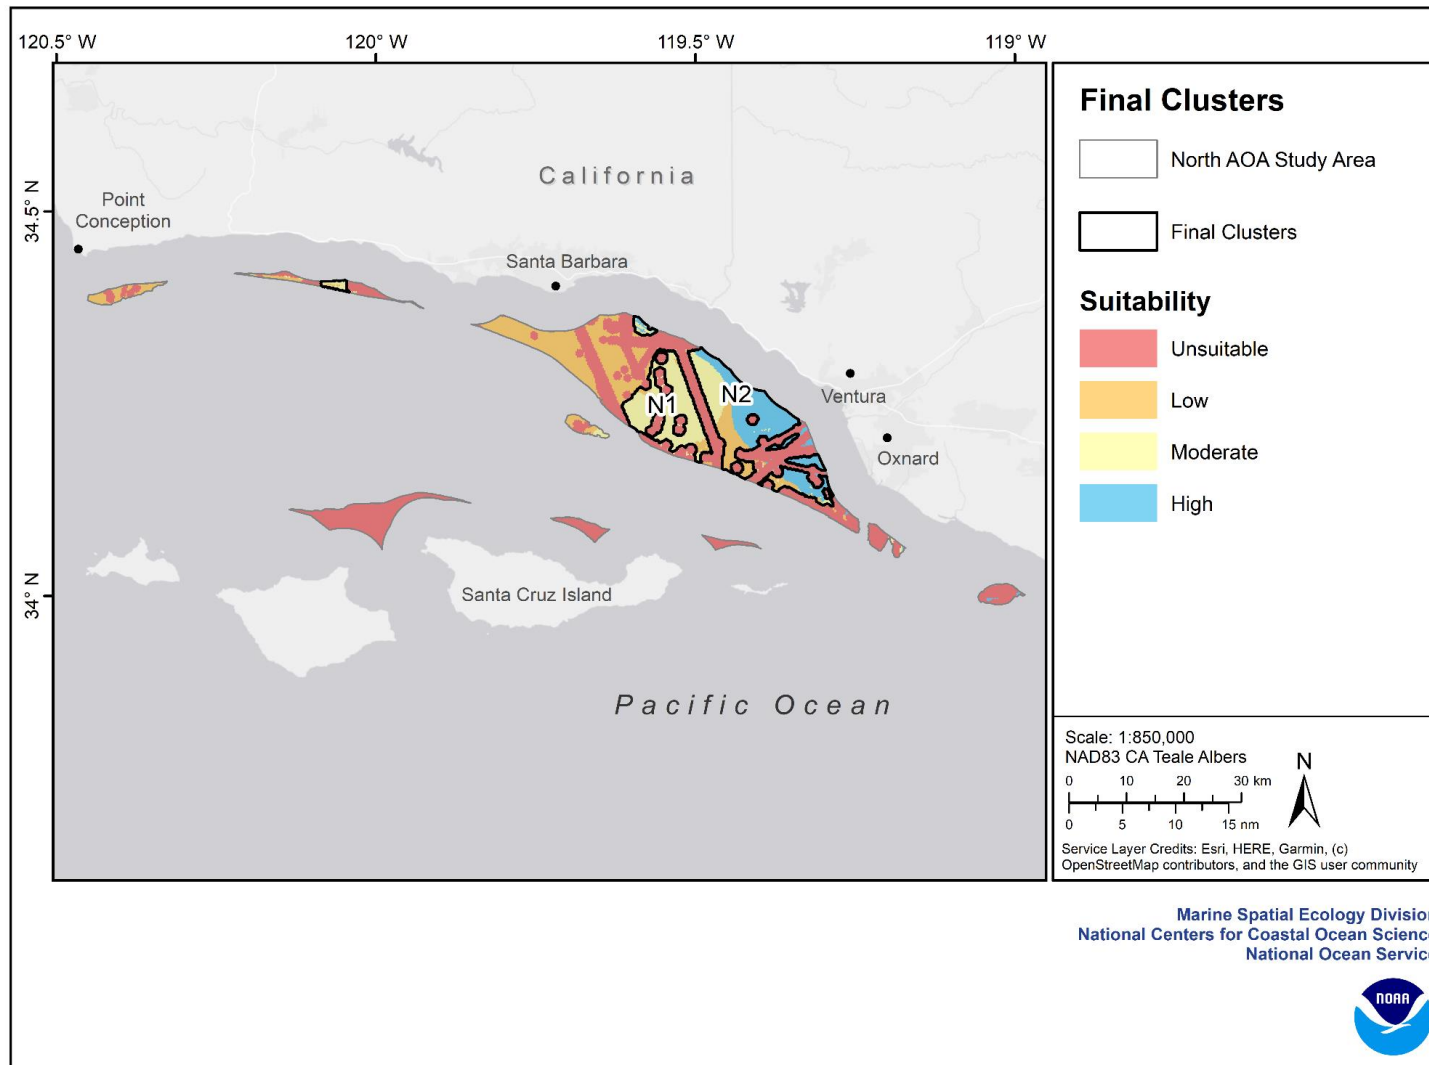 120.5° W
120° W
119.5° W
119° W
34.5° N
34° N
California
Point
Conception
Santa Barbara
Ventura
Oxnard
N1
N2
Santa Cruz Island
Pacific Ocean
Final Clusters
North AOA Study Area
Final Clusters
Suitability
Unsuitable
Low
Moderate
High
Scale: 1:850,000
NAD83 CA Teale Albers
0 10 20 30 km
0 5 10 15 nm
N
Service Layer Credits: Esri, HERE, Garmin, (c)
OpenStreetMap contributors, and the GIS user community
Marine Spatial Ecology Division
National Centers for Coastal Ocean Science
National Ocean Service
NOAA